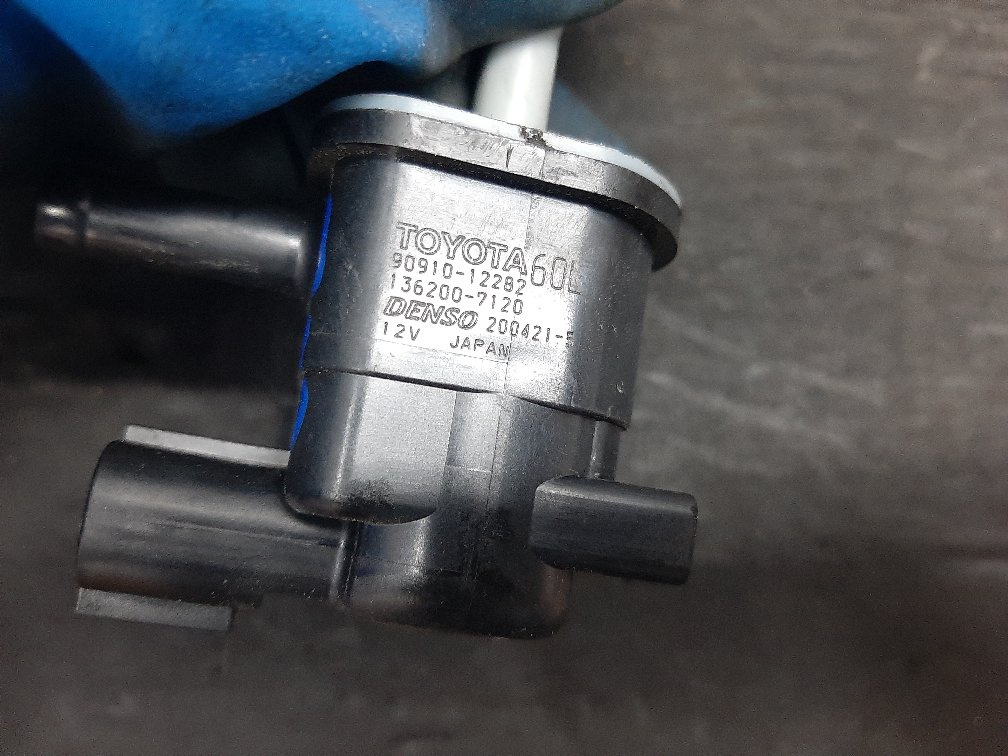 TOYOTA 60L
90910-12282
136200-7120
DENSO 200421-
12V JAPAN